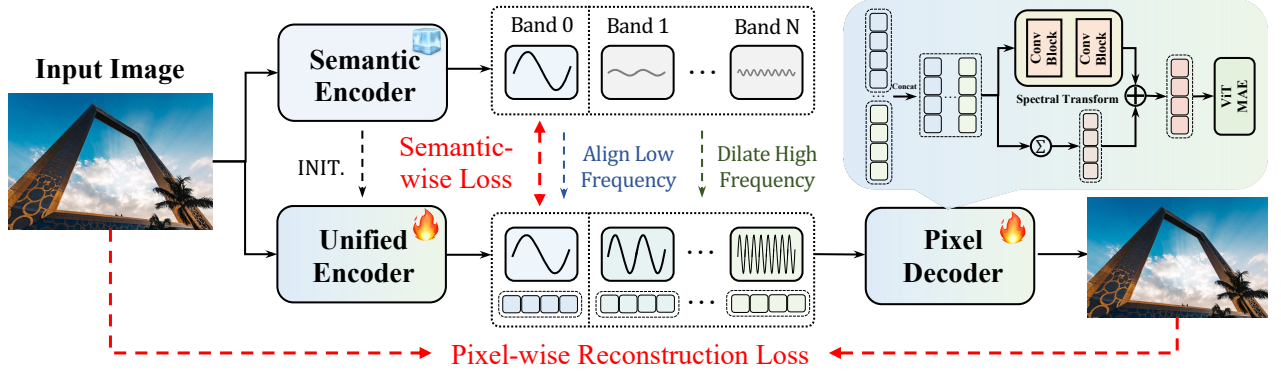 Input Image
Semantic
Encoder
Band 0
Band 1
Band N
...
Concat
...
Conv
Block
Conv
Block
Spectral Transform
Σ
ViT
MAE
INIT.
Semantic-
wise Loss
Align Low
Frequency
Dilate High
Frequency
Unified
Encoder
...
...
Pixel
Decoder
Pixel-wise Reconstruction Loss